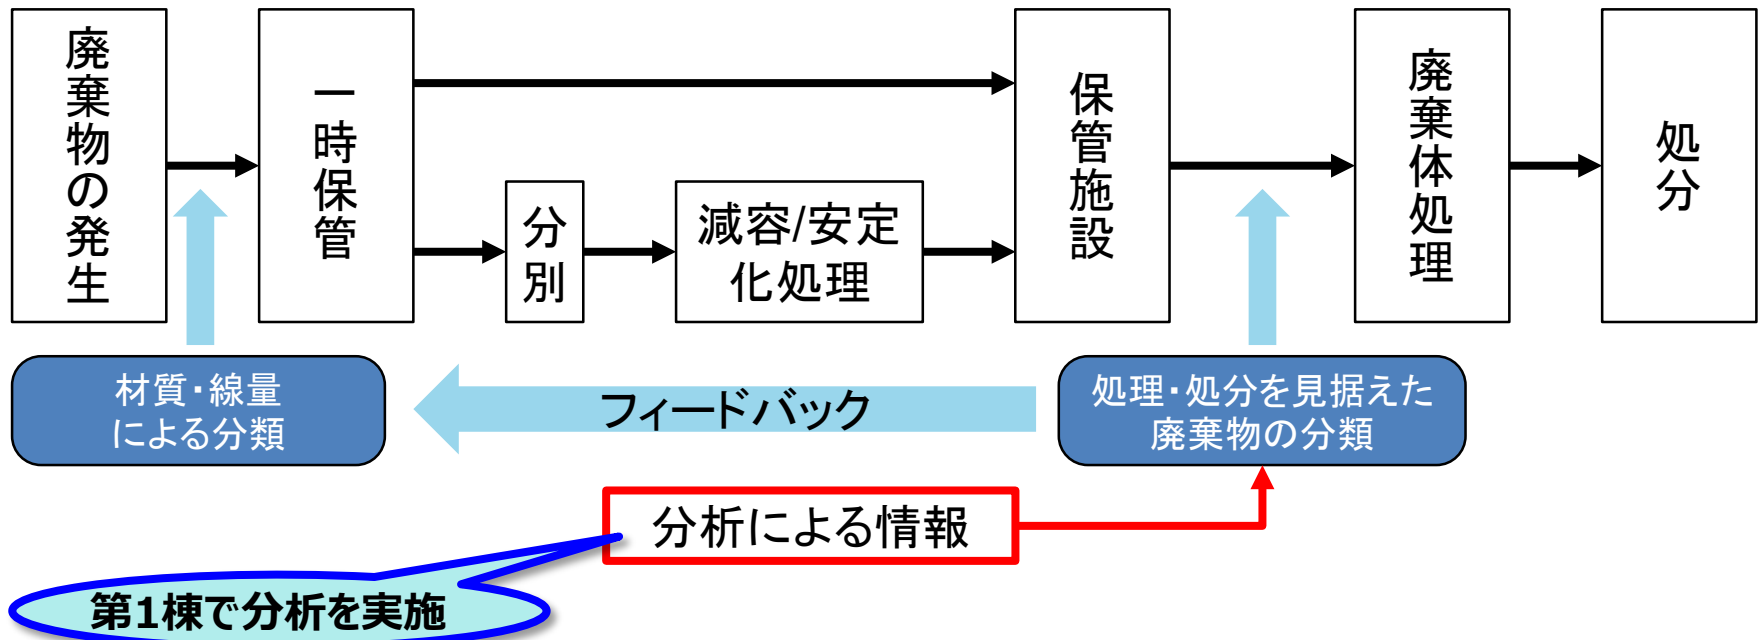 廃棄物の発生
一時保管
分別
減容/安定
化処理
保管施設
廃棄体処理
処分
材質・線量
による分類
フィードバック
処理・処分を見据えた
廃棄物の分類
分析による情報
第1棟で分析を実施